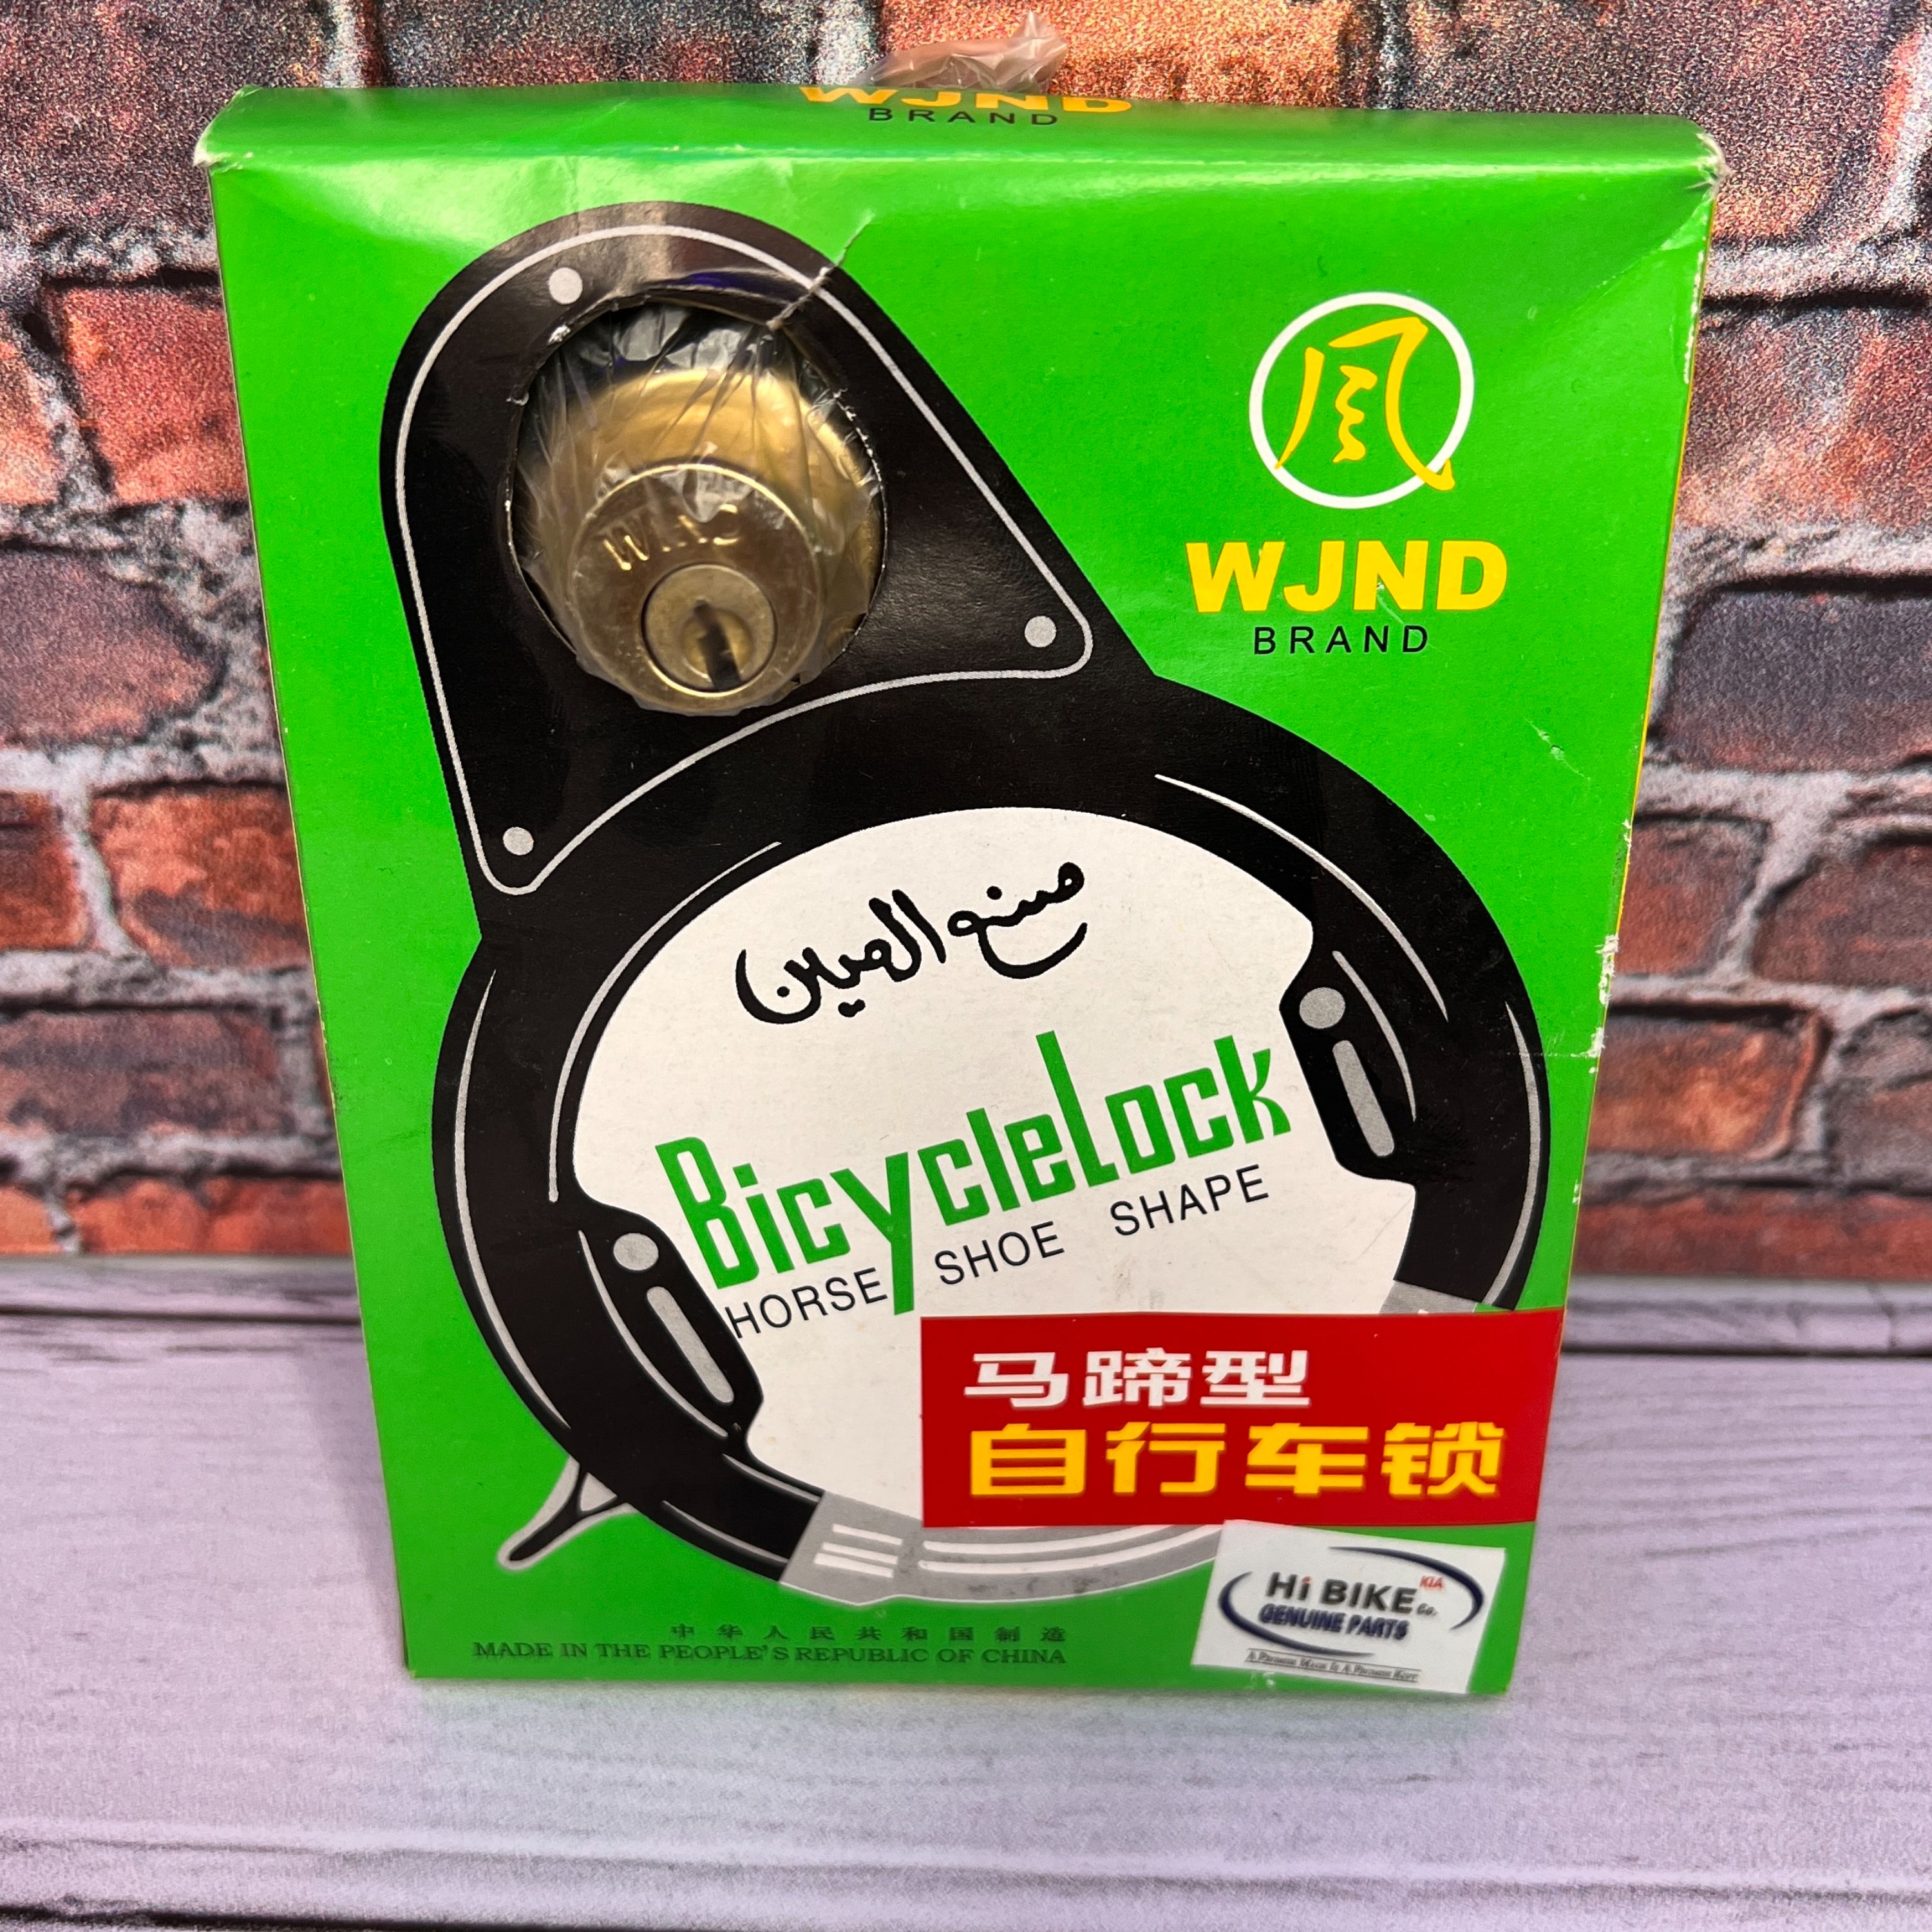 WJND
BRAND
风
WJND
BRAND
صنع الصين
BicycleLock
HORSE SHOE SHAPE
马蹄型
自行车锁
Hi BIKE Co.
KIA
GENUINE PARTS
中华人民共和国制造
MADE IN THE PEOPLE'S REPUBLIC OF CHINA